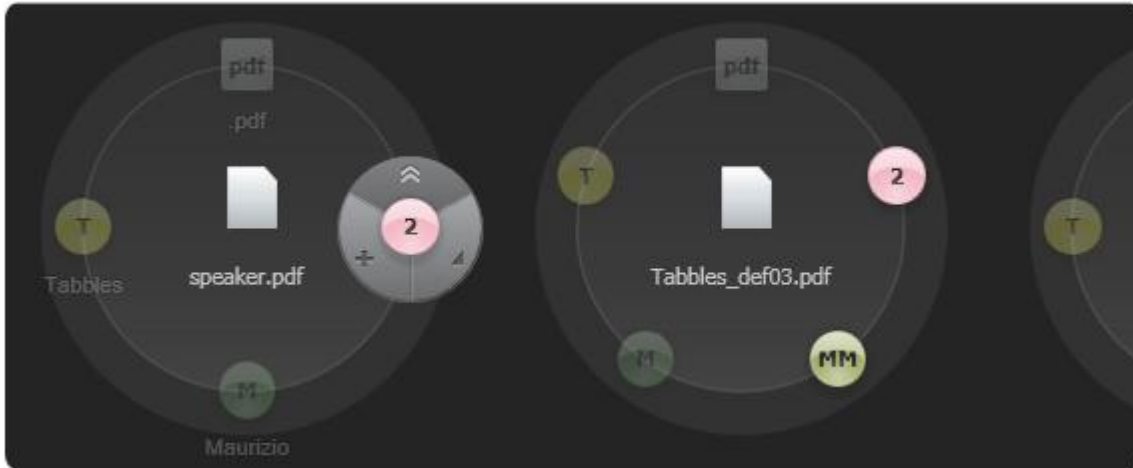 pdf
.pdf
T
2
Tabbles
speaker.pdf
M
Maurizio
pdf
T
2
Tabbles_def03.pdf
M
MM
T